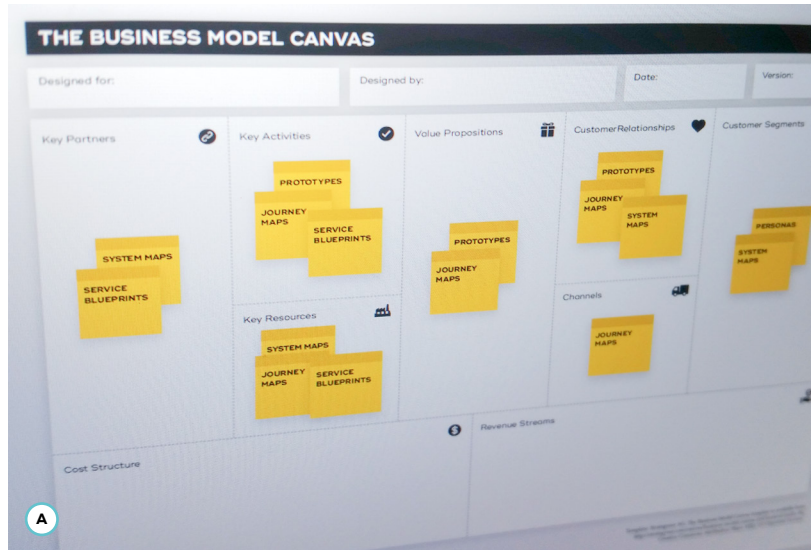 THE BUSINESS MODEL CANVAS
Designed for:
Designed by:
Date:
Version:
Key Partners
SYSTEM MAPS
SERVICE
BLUEPRINTS
Key Activities
PROTOTYPES
JOURNEY
MAPS
SERVICE
BLUEPRINTS
Key Resources
SYSTEM MAPS
JOURNEY
MAPS
SERVICE
BLUEPRINTS
Value Propositions
PROTOTYPES
JOURNEY
MAPS
CustomerRelationships
PROTOTYPES
JOURNEY
MAPS
SYSTEM
MAPS
Channels
JOURNEY
MAPS
Customer Segments
PERSONAS
SYSTEM
MAPS
Cost Structure
Revenue Streams
A